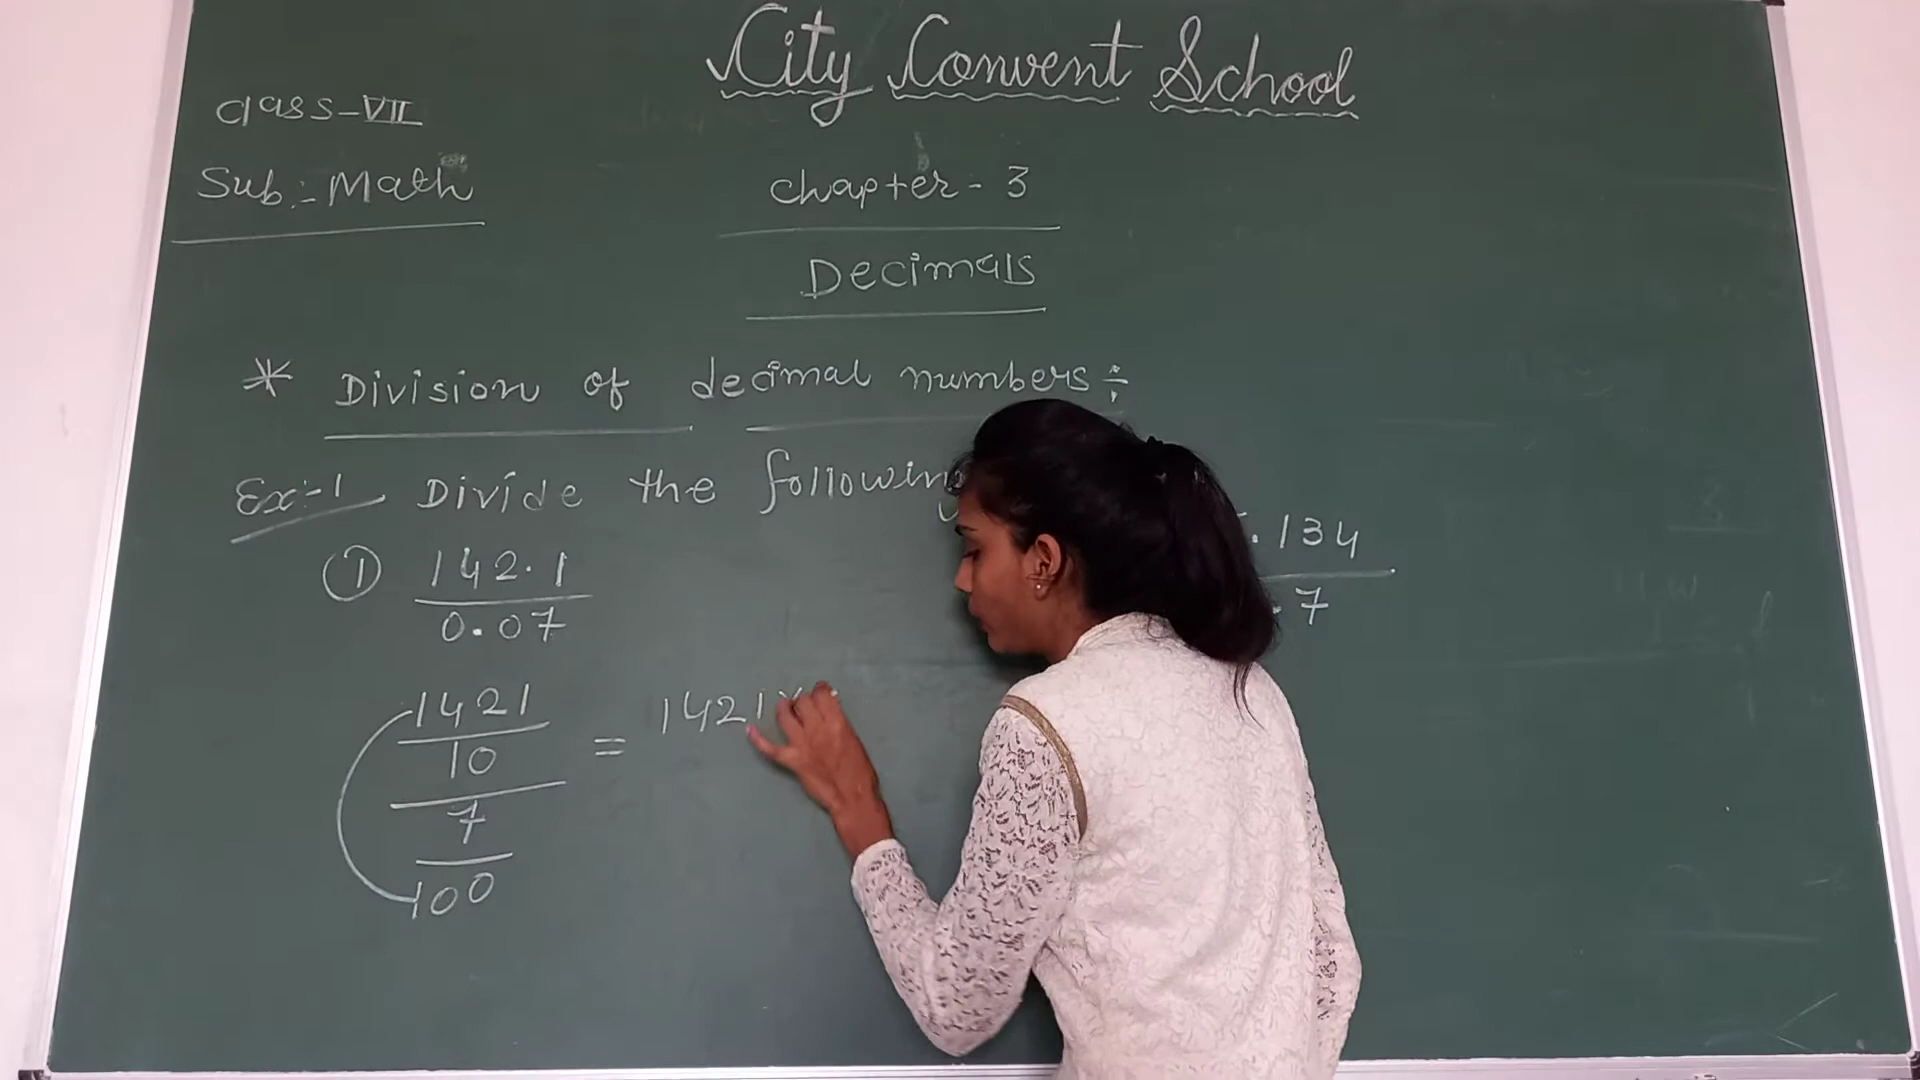 City Convent School
Class-VII
Sub:-Math
Chapter-3
Decimals
* Division of decimal numbers÷
Ex:-1 Divide the following
① 142.1
0.07
.134
.7
1421
10
7
100
= 1421×